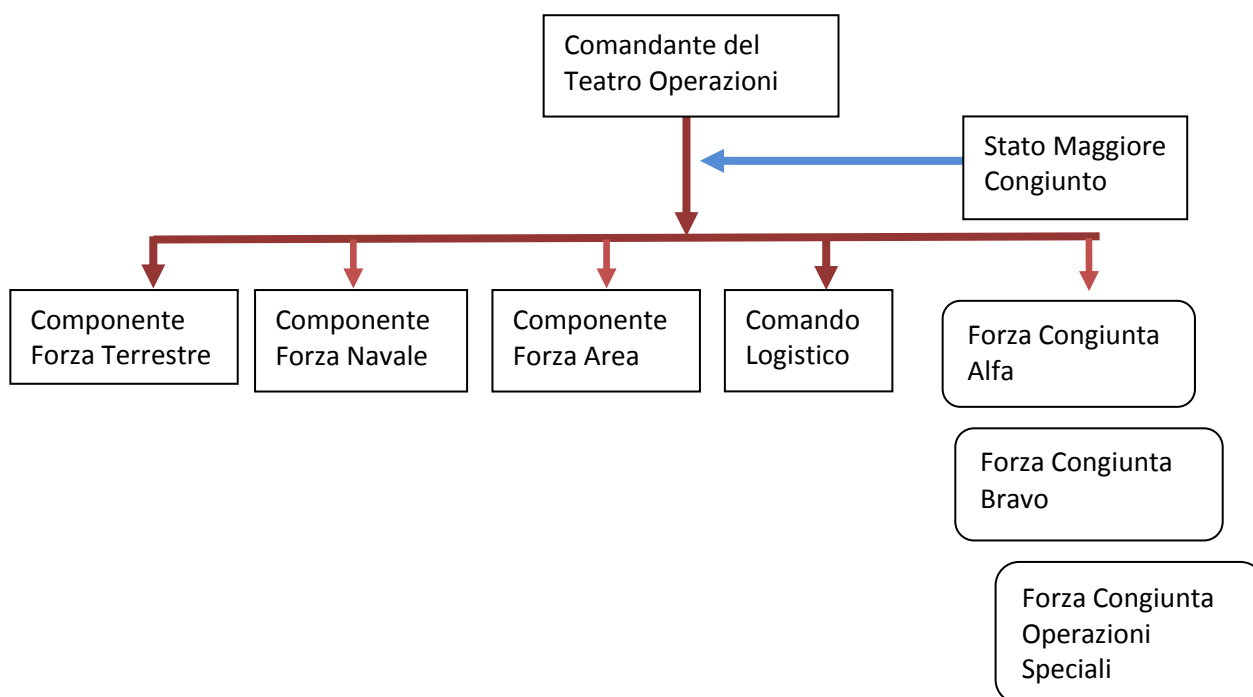 Comandante del
Teatro Operazioni
Stato Maggiore
Congiunto
Componente
Forza Terrestre
Componente
Forza Navale
Componente
Forza Area
Comando
Logistico
Forza Congiunta
Alfa
Forza Congiunta
Bravo
Forza Congiunta
Operazioni
Speciali